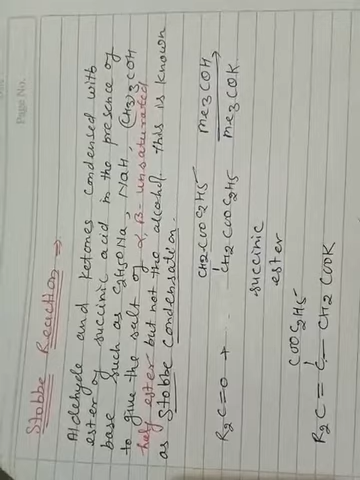 Page No.
Stobbe Reaction ⇒
Aldehyde and ketones condensed with
ester of succinic acid in the presence of
base such as C2H5ONa, NaH, (CH3)3COH
to give the salt of α, β-unsaturated
half ester but not the alcohol. This is known
as Stobbe Condensation.
CH2COOC2H5 Me3COH
R2C=O + CH2COOC2H5 Me3COK
succinic
ester
COOC2H5
R2C = C - CH2COOK